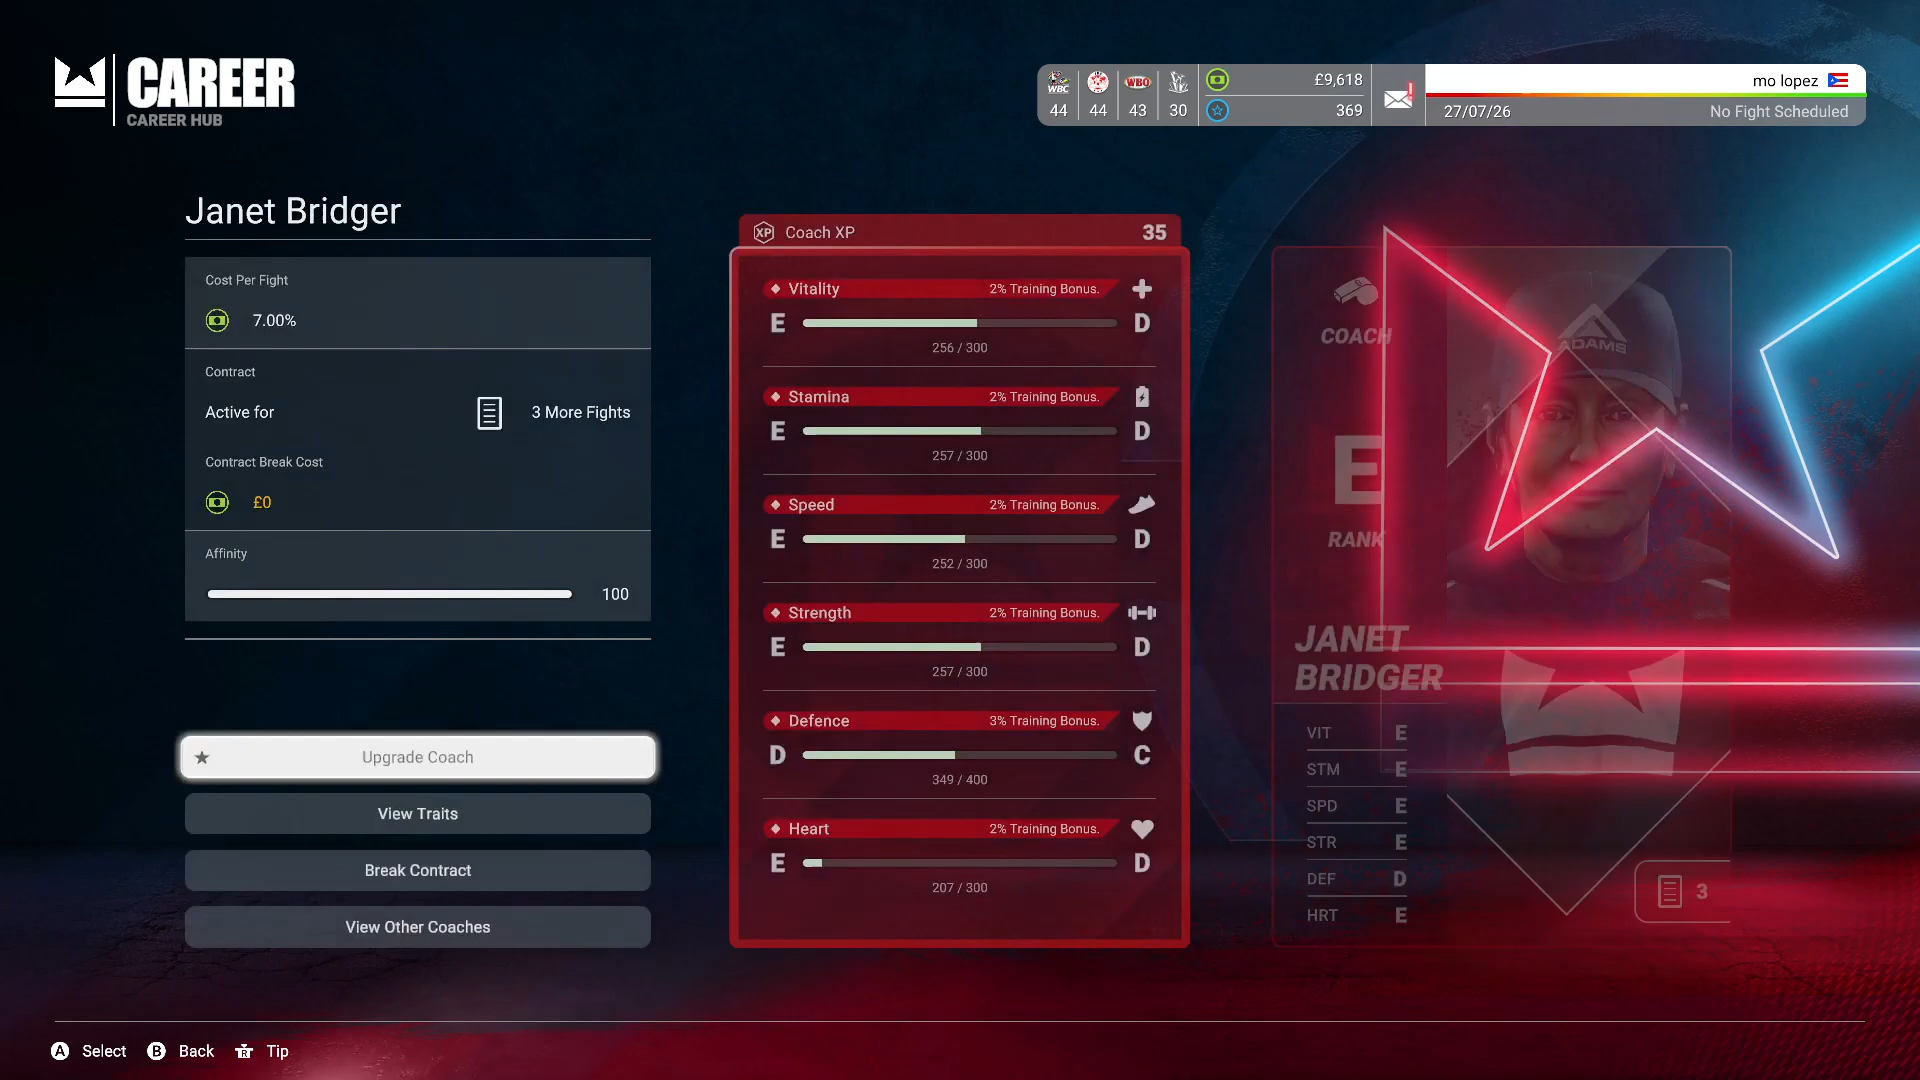 CAREER
CAREER HUB
WBC
WBO
44
44
43
30
£9,618
369
mo lopez
27/07/26
No Fight Scheduled
Janet Bridger
Cost Per Fight
7.00%
Contract
Active for
3 More Fights
Contract Break Cost
£0
Affinity
100
Upgrade Coach
View Traits
Break Contract
View Other Coaches
XP Coach XP 35
Vitality 2% Training Bonus.
E D
256 / 300
Stamina 2% Training Bonus.
E D
257 / 300
Speed 2% Training Bonus.
E D
252 / 300
Strength 2% Training Bonus.
E D
257 / 300
Defence 3% Training Bonus.
D C
349 / 400
Heart 2% Training Bonus.
E D
207 / 300
COACH
ADAMS
E
RANK
JANET
BRIDGER
VIT E
STM E
SPD E
STR E
DEF D
HRT E
3
A Select B Back R Tip